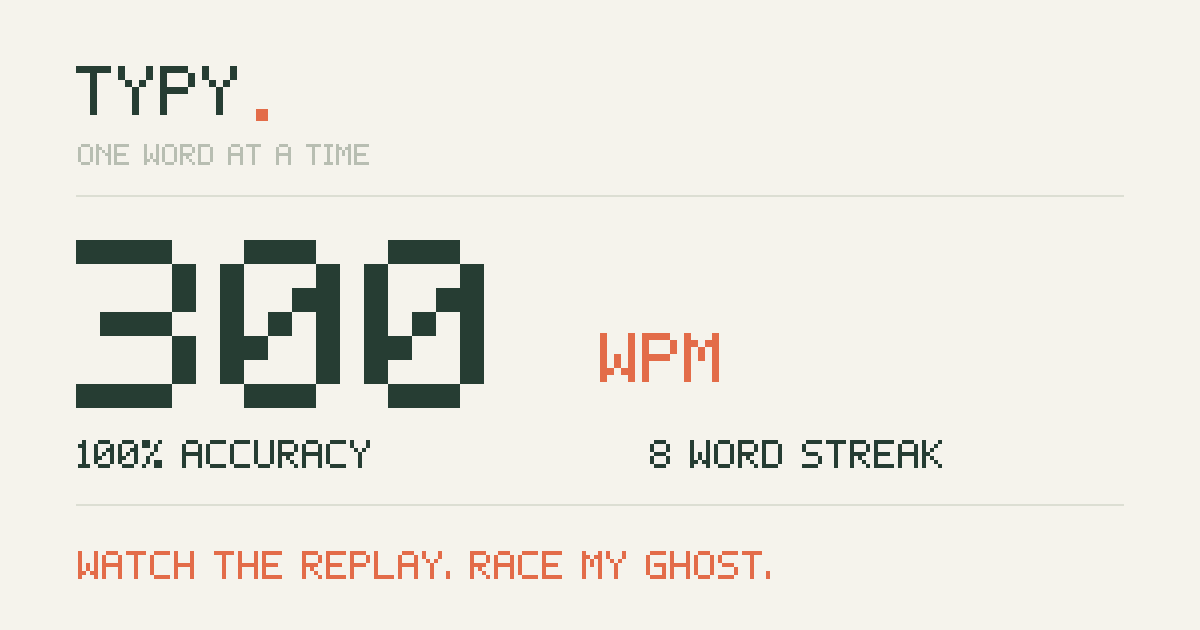 TYPY.
ONE WORD AT A TIME
300 WPM
100% ACCURACY 8 WORD STREAK
WATCH THE REPLAY. RACE MY GHOST.